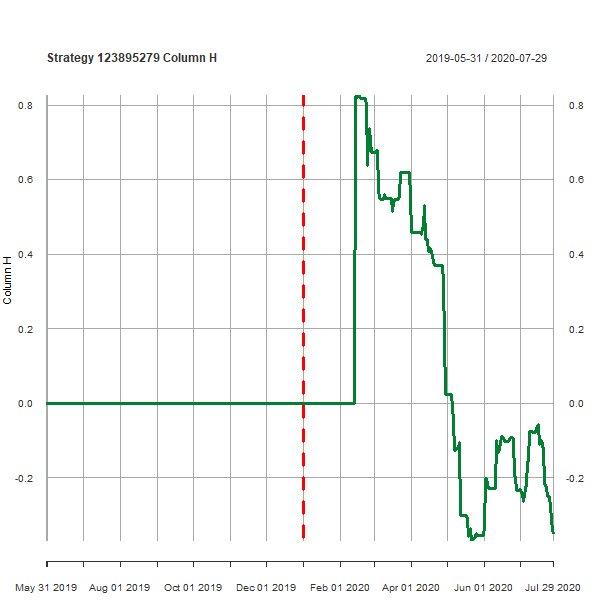 Strategy 123895279 Column H
2019-05-31 / 2020-07-29
0.8
0.6
0.4
0.2
0.0
-0.2
Column H
0.8
0.6
0.4
0.2
0.0
-0.2
May 31 2019
Aug 01 2019
Oct 01 2019
Dec 01 2019
Feb 01 2020
Apr 01 2020
Jun 01 2020
Jul 29 2020